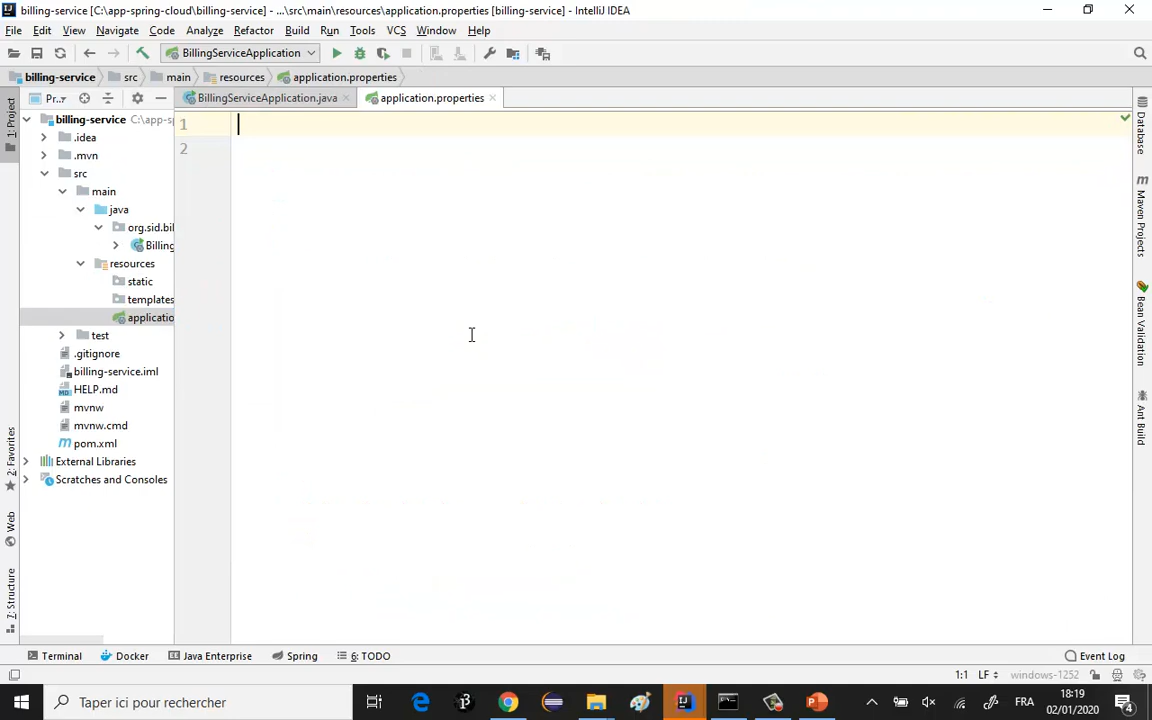 billing-service [C:\app-spring-cloud\billing-service] - ...\src\main\resources\application.properties [billing-service] - IntelliJ IDEA
File Edit View Navigate Code Analyze Refactor Build Run Tools VCS Window Help
BillingServiceApplication
billing-service src main resources application.properties
1: Project
Pr...
BillingServiceApplication.java
application.properties
billing-service C:\app-s
.idea
.mvn
src
main
java
org.sid.bil
Billing
resources
static
templates
applicatio
test
.gitignore
billing-service.iml
HELP.md
mvnw
mvnw.cmd
pom.xml
External Libraries
Scratches and Consoles
1
2
2: Favorites
Web
Z: Structure
Database
Maven Projects
Bean Validation
Ant Build
Terminal Docker Java Enterprise Spring 6: TODO Event Log
1:1 LF windows-1252
Taper ici pour rechercher
FRA
18:19
02/01/2020
4